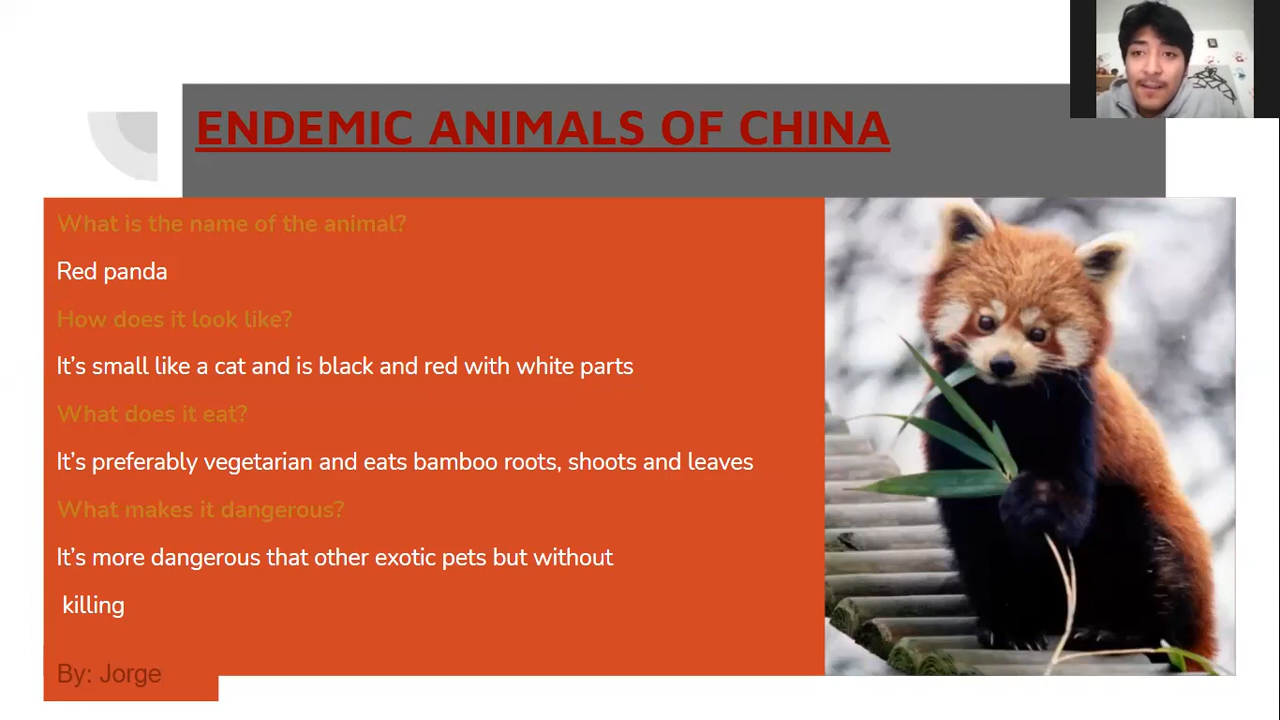 ENDEMIC ANIMALS OF CHINA
What is the name of the animal?
Red panda
How does it look like?
It's small like a cat and is black and red with white parts
What does it eat?
It's preferably vegetarian and eats bamboo roots, shoots and leaves
What makes it dangerous?
It's more dangerous that other exotic pets but without
killing
By: Jorge